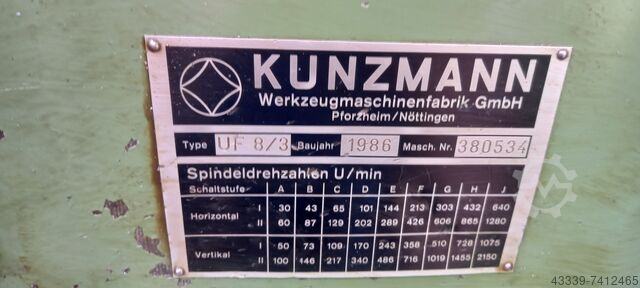 KUNZMANN
Werkzeugmaschinenfabrik GmbH
Pforzheim/Nöttingen
Type UF 8/3 Baujahr 1986 Masch. Nr. 380534
Spindeldrehzahlen U/min
Schaltstufe A B C D E F G H J
Horizontal I 30 43 65 101 144 213 303 432 640
II 60 87 129 202 289 426 606 865 1280
Vertikal I 50 73 109 170 243 358 510 728 1075
II 100 146 217 340 486 716 1019 1455 2150
43339-7412465